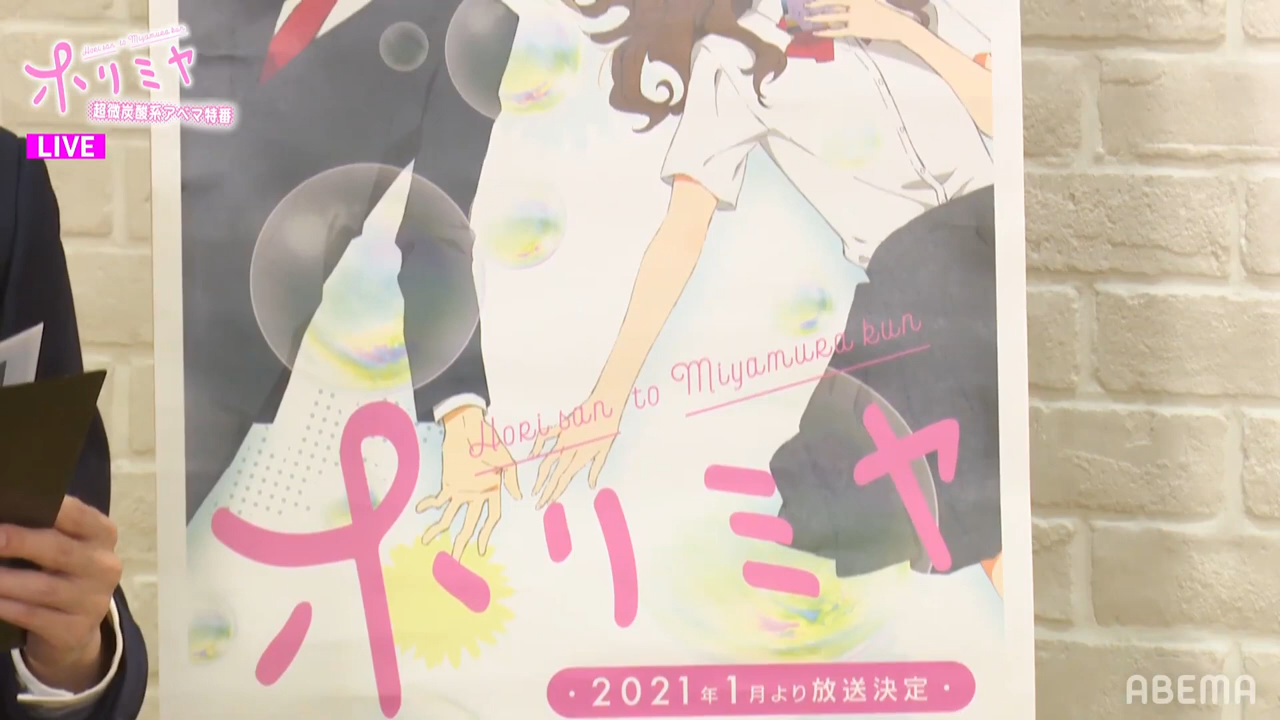 Hori san to Miyamura kun
ホリミヤ
超微炭酸系アベマ特番
LIVE
Hori san to Miyamura kun
ホリミヤ
・2021年1月より放送決定・
ABEMA